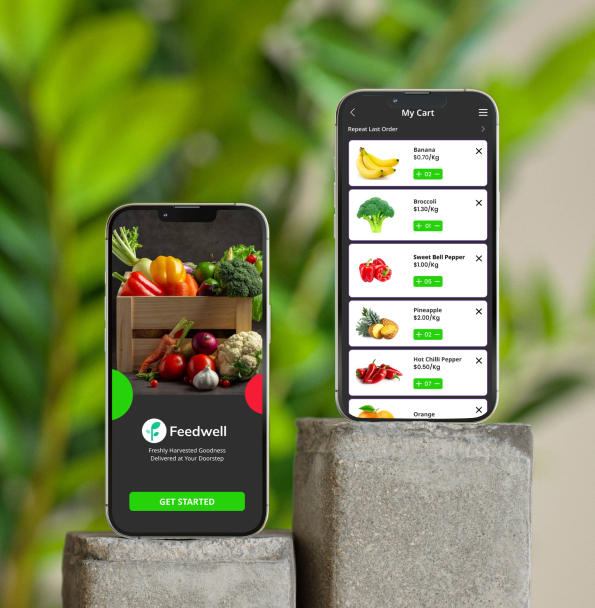 Feedwell
Freshly Harvested Goodness
Delivered at Your Doorstep
GET STARTED
My Cart
Repeat Last Order
Banana
$0.70/Kg
+ 02 −
Broccoli
$1.30/Kg
+ 01 −
Sweet Bell Pepper
$1.00/Kg
+ 05 −
Pineapple
$2.00/Kg
+ 02 −
Hot Chilli Pepper
$0.50/Kg
+ 07 −
Orange